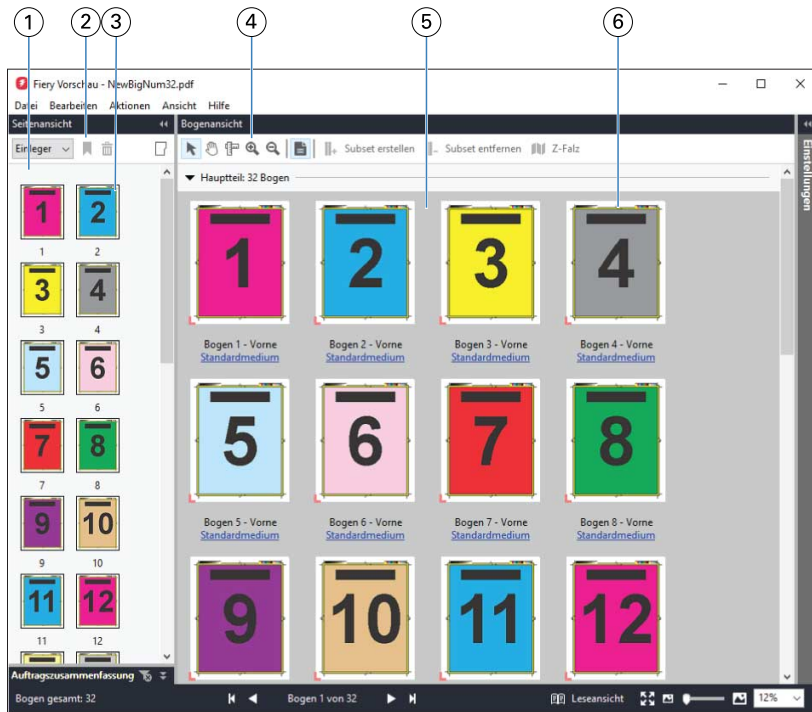 1 2 3 4 5 6
Fiery Vorschau - NewBigNum32.pdf
Datei Bearbeiten Aktionen Ansicht Hilfe
Seitenansicht
Bogenansicht
Einleger
Subset erstellen Subset entfernen Z-Falz
Einstellungen
Hauptteil: 32 Bogen
1 2
1 2
3 4
3 4
5 6
5 6
7 8
7 8
9 10
9 10
11 12
11 12
1 2 3 4
Bogen 1 - Vorne Bogen 2 - Vorne Bogen 3 - Vorne Bogen 4 - Vorne
Standardmedium Standardmedium Standardmedium Standardmedium
5 6 7 8
Bogen 5 - Vorne Bogen 6 - Vorne Bogen 7 - Vorne Bogen 8 - Vorne
Standardmedium Standardmedium Standardmedium Standardmedium
9 10 11 12
Auftragszusammenfassung
Bogen gesamt: 32
Bogen 1 von 32
Leseansicht
12%